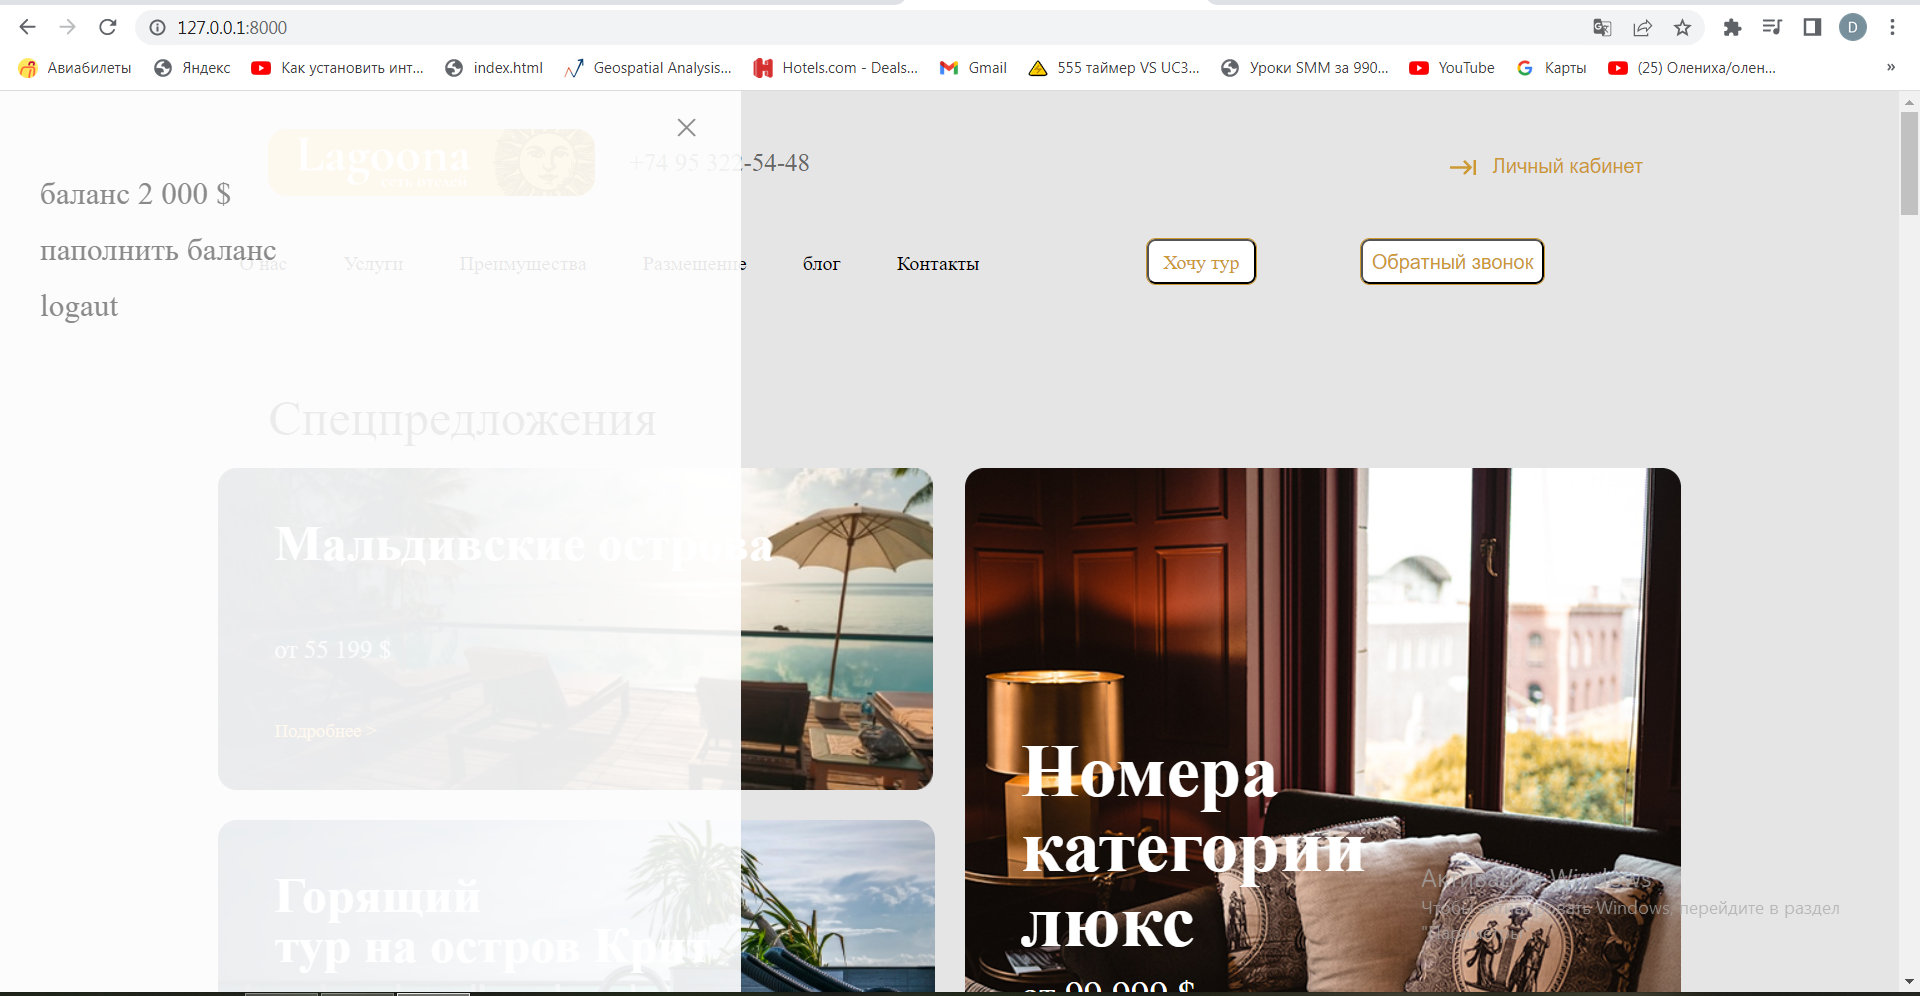 127.0.0.1:8000
D
Авиабилеты
Яндекс
Как установить инт...
index.html
Geospatial Analysis...
Hotels.com - Deals...
Gmail
555 таймер VS UC3...
Уроки SMM за 990...
YouTube
Карты
(25) Олениха/олен...
»
Lagoona
сеть отелей
+74 95 322-54-48
Личный кабинет
баланс 2 000 $
паполнить баланс
logaut
О нас
Услуги
Преимущества
Размещение
блог
Контакты
Хочу тур
Обратный звонок
Спецпредложения
Мальдивские острова
от 55 199 $
Подробнее >
Горящий
тур на остров Крит
Номера
категории
люкс
от 99 999 $
Активация Windows
Чтобы активировать Windows, перейдите в раздел
"Параметры".